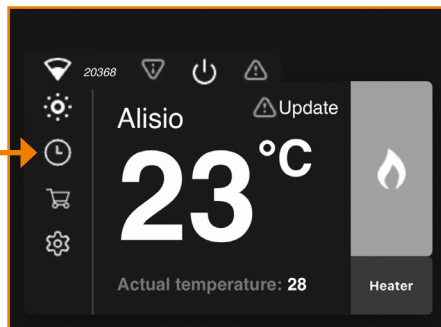 20368
Alisio
Update
23°C
Actual temperature: 28
Heater